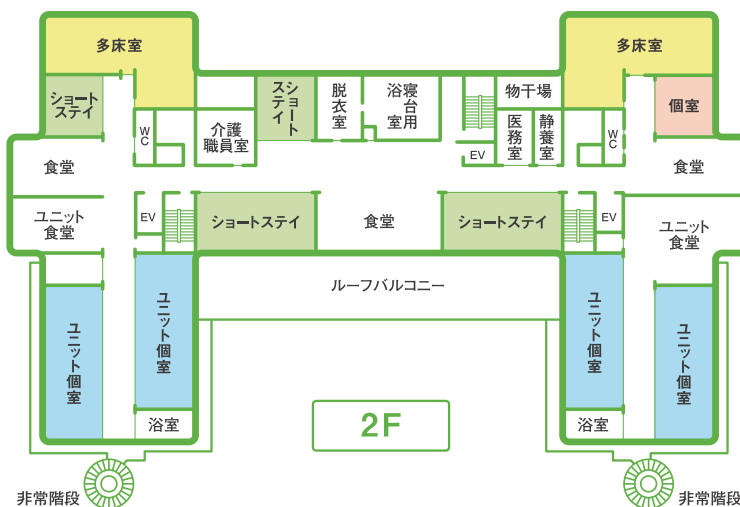 多床室
多床室
ショート
ステイ
ショート
ステイ
脱衣室
浴室
寝台用
物干場
個室
WC
介護
職員室
医務室
静養室
WC
EV
食堂
食堂
ユニット
食堂
EV
ショートステイ
食堂
ショートステイ
EV
ユニット
食堂
ルーフバルコニー
ユニット個室
ユニット個室
ユニット個室
ユニット個室
浴室
2F
浴室
非常階段
非常階段